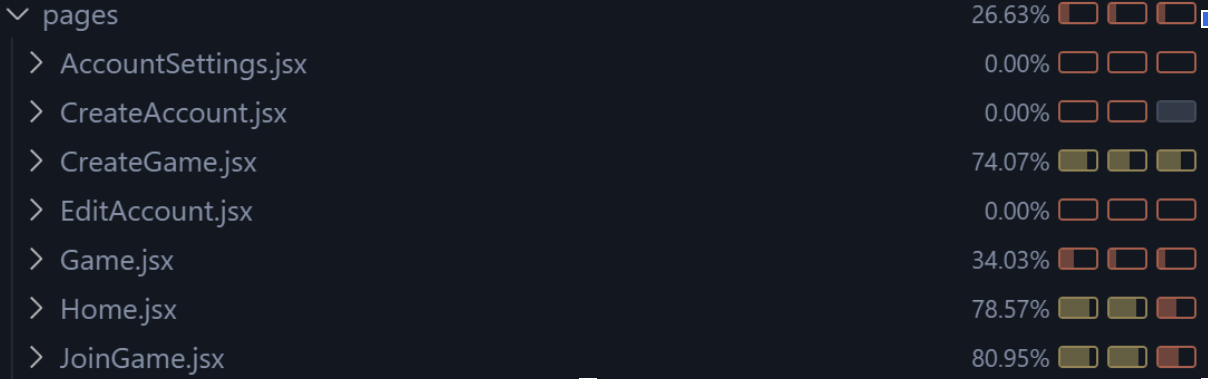 pages 26.63%
AccountSettings.jsx 0.00%
CreateAccount.jsx 0.00%
CreateGame.jsx 74.07%
EditAccount.jsx 0.00%
Game.jsx 34.03%
Home.jsx 78.57%
JoinGame.jsx 80.95%